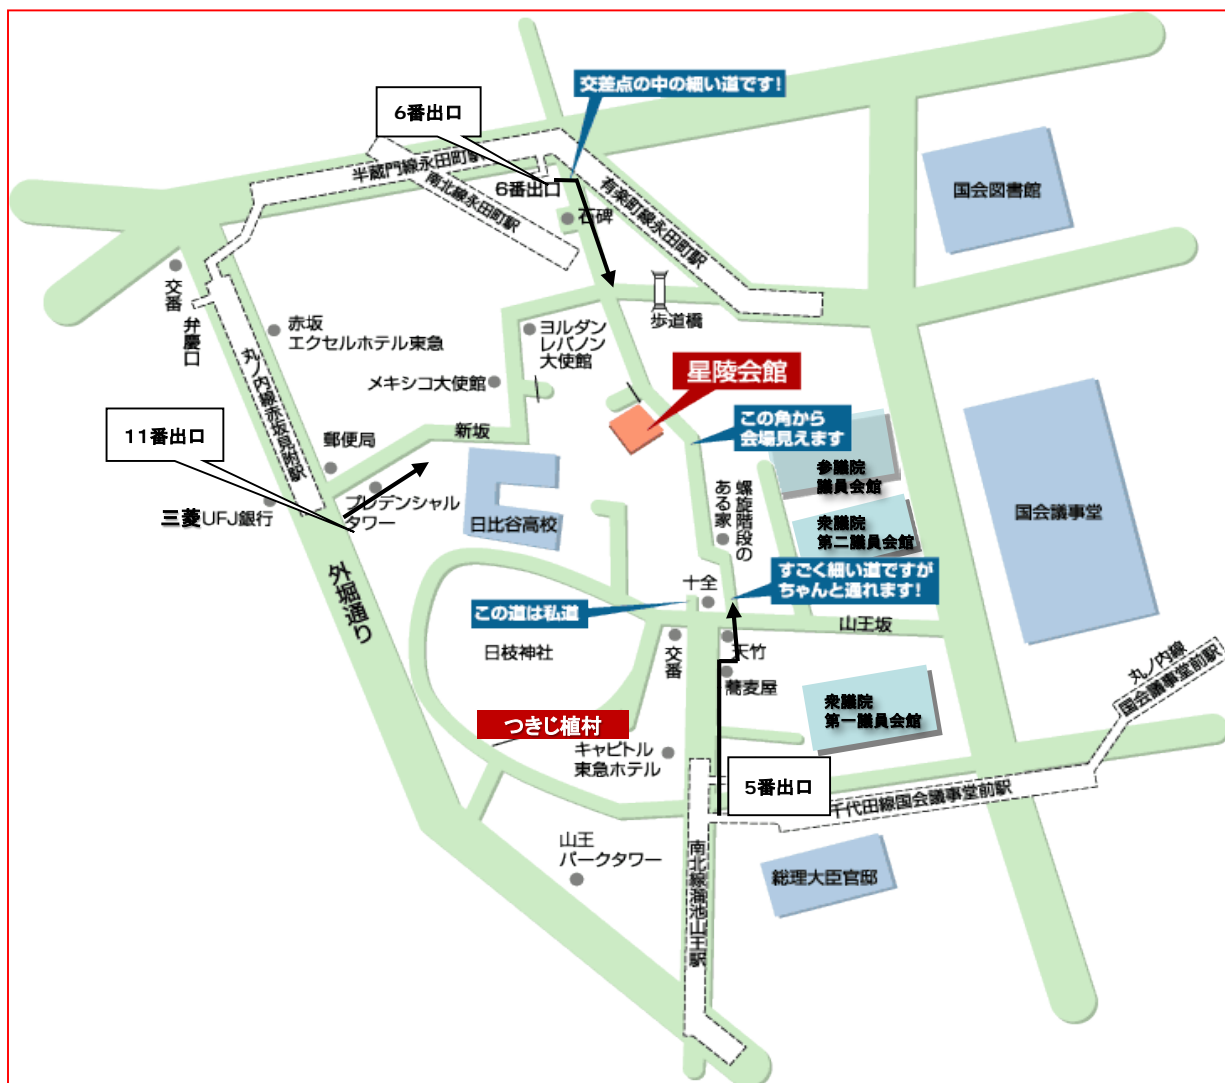 交差点の中の細い道です!
6番出口
半蔵門線永田町駅
南北線永田町駅
6番出口
有楽町線永田町駅
石碑
国会図書館
交番
弁慶口
赤坂
エクセルホテル東急
丸ノ内線赤坂見附駅
ヨルダン
レバノン
大使館
歩道橋
メキシコ大使館
星陵会館
この角から
会場見えます
11番出口
郵便局
新坂
参議院
議員会館
三菱UFJ銀行
プレデンシャル
タワー
日比谷高校
螺旋階段の
ある家
衆議院
第二議員会館
国会議事堂
外堀通り
十全
すごく細い道ですが
ちゃんと通れます!
この道は私道
山王坂
日枝神社
交番
天竹
蕎麦屋
丸ノ内線
国会議事堂前駅
つきじ植村
衆議院
第一議員会館
キャピトル
東急ホテル
5番出口
千代田線国会議事堂前駅
山王
パークタワー
南北線溜池山王駅
総理大臣官邸